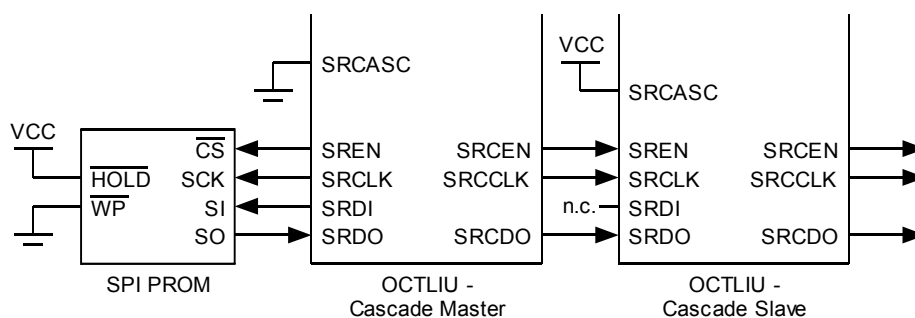 VCC
SRCASC
SRCASC
VCC
CS
SREN
SRCEN
SREN
SRCEN
HOLD
SCK
SRCLK
SRCCLK
SRCLK
SRCCLK
WP
SI
SRDI
n.c.
SRDI
SO
SRDO
SRCDO
SRDO
SRCDO
SPI PROM
OCTLIU -
Cascade Master
OCTLIU -
Cascade Slave